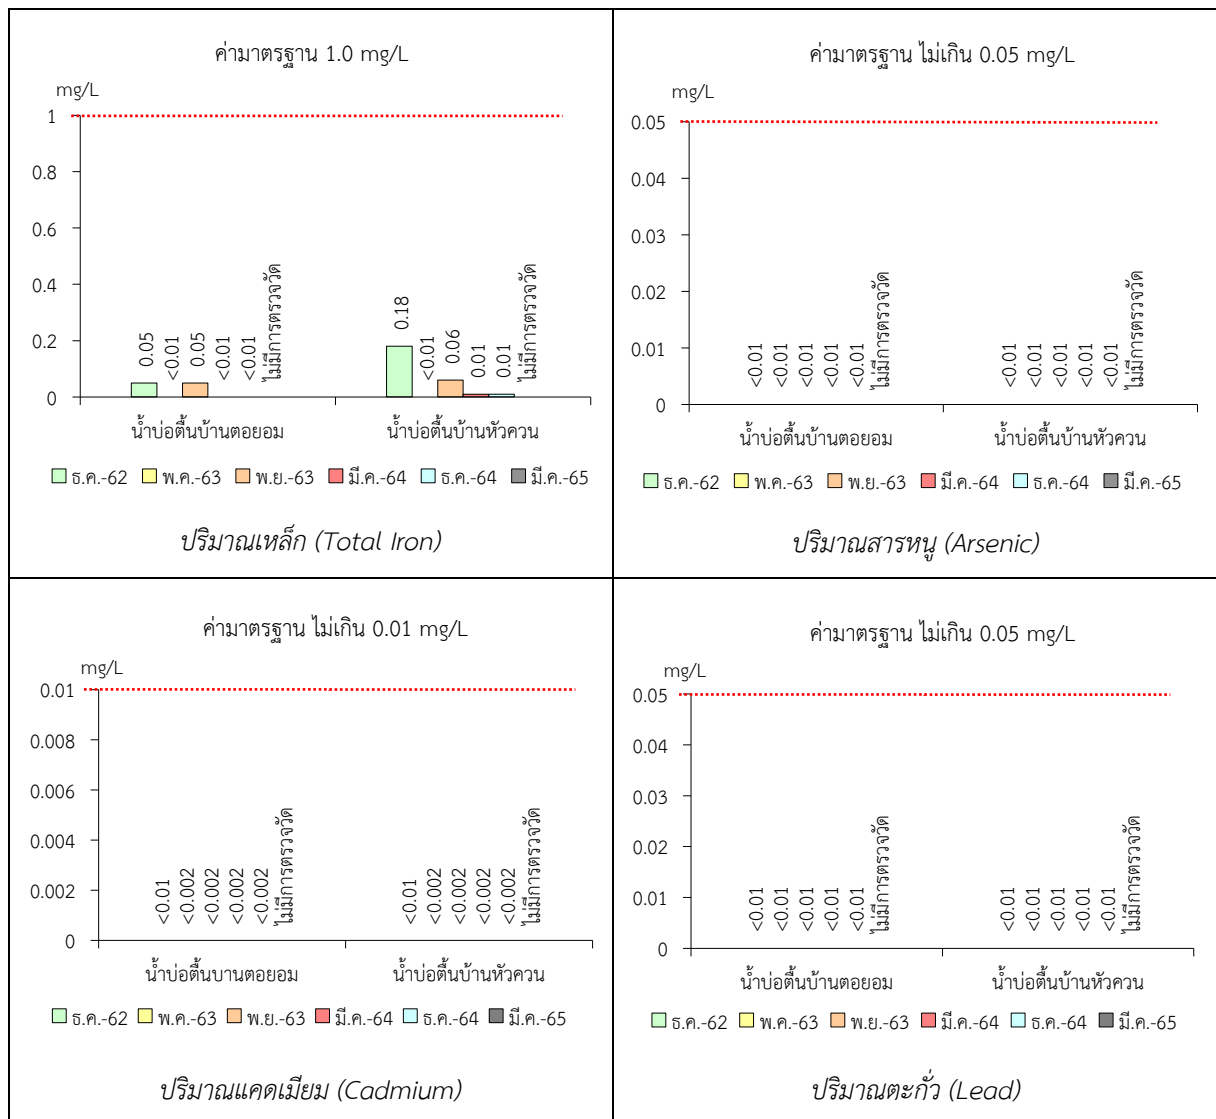 ค่ามาตรฐาน 1.0 mg/L
mg/L
1
0.8
0.6
0.4
0.2
0
0.05
<0.01
0.05
<0.01
<0.01
ไม่มีการตรวจวัด
0.18
<0.01
0.06
0.01
0.01
ไม่มีการตรวจวัด
น้ำบ่อตื้นบ้านตอยอม น้ำบ่อตื้นบ้านหัวควน
ธ.ค.-62 พ.ค.-63 พ.ย.-63 มี.ค.-64 ธ.ค.-64 มี.ค.-65
ปริมาณเหล็ก (Total Iron)
ค่ามาตรฐาน ไม่เกิน 0.05 mg/L
mg/L
0.05
0.04
0.03
0.02
0.01
0
<0.01
<0.01
<0.01
<0.01
<0.01
ไม่มีการตรวจวัด
<0.01
<0.01
<0.01
<0.01
<0.01
ไม่มีการตรวจวัด
น้ำบ่อตื้นบ้านตอยอม น้ำบ่อตื้นบ้านหัวควน
ธ.ค.-62 พ.ค.-63 พ.ย.-63 มี.ค.-64 ธ.ค.-64 มี.ค.-65
ปริมาณสารหนู (Arsenic)
ค่ามาตรฐาน ไม่เกิน 0.01 mg/L
mg/L
0.01
0.008
0.006
0.004
0.002
0
<0.01
<0.002
<0.002
<0.002
<0.002
ไม่มีการตรวจวัด
<0.01
<0.002
<0.002
<0.002
<0.002
ไม่มีการตรวจวัด
น้ำบ่อตื้นบานตอยอม น้ำบ่อตื้นบ้านหัวควน
ธ.ค.-62 พ.ค.-63 พ.ย.-63 มี.ค.-64 ธ.ค.-64 มี.ค.-65
ปริมาณแคดเมียม (Cadmium)
ค่ามาตรฐาน ไม่เกิน 0.05 mg/L
mg/L
0.05
0.04
0.03
0.02
0.01
0
<0.01
<0.01
<0.01
<0.01
<0.01
ไม่มีการตรวจวัด
<0.01
<0.01
<0.01
<0.01
<0.01
ไม่มีการตรวจวัด
น้ำบ่อตื้นบ้านตอยอม น้ำบ่อตื้นบ้านหัวควน
ธ.ค.-62 พ.ค.-63 พ.ย.-63 มี.ค.-64 ธ.ค.-64 มี.ค.-65
ปริมาณตะกั่ว (Lead)